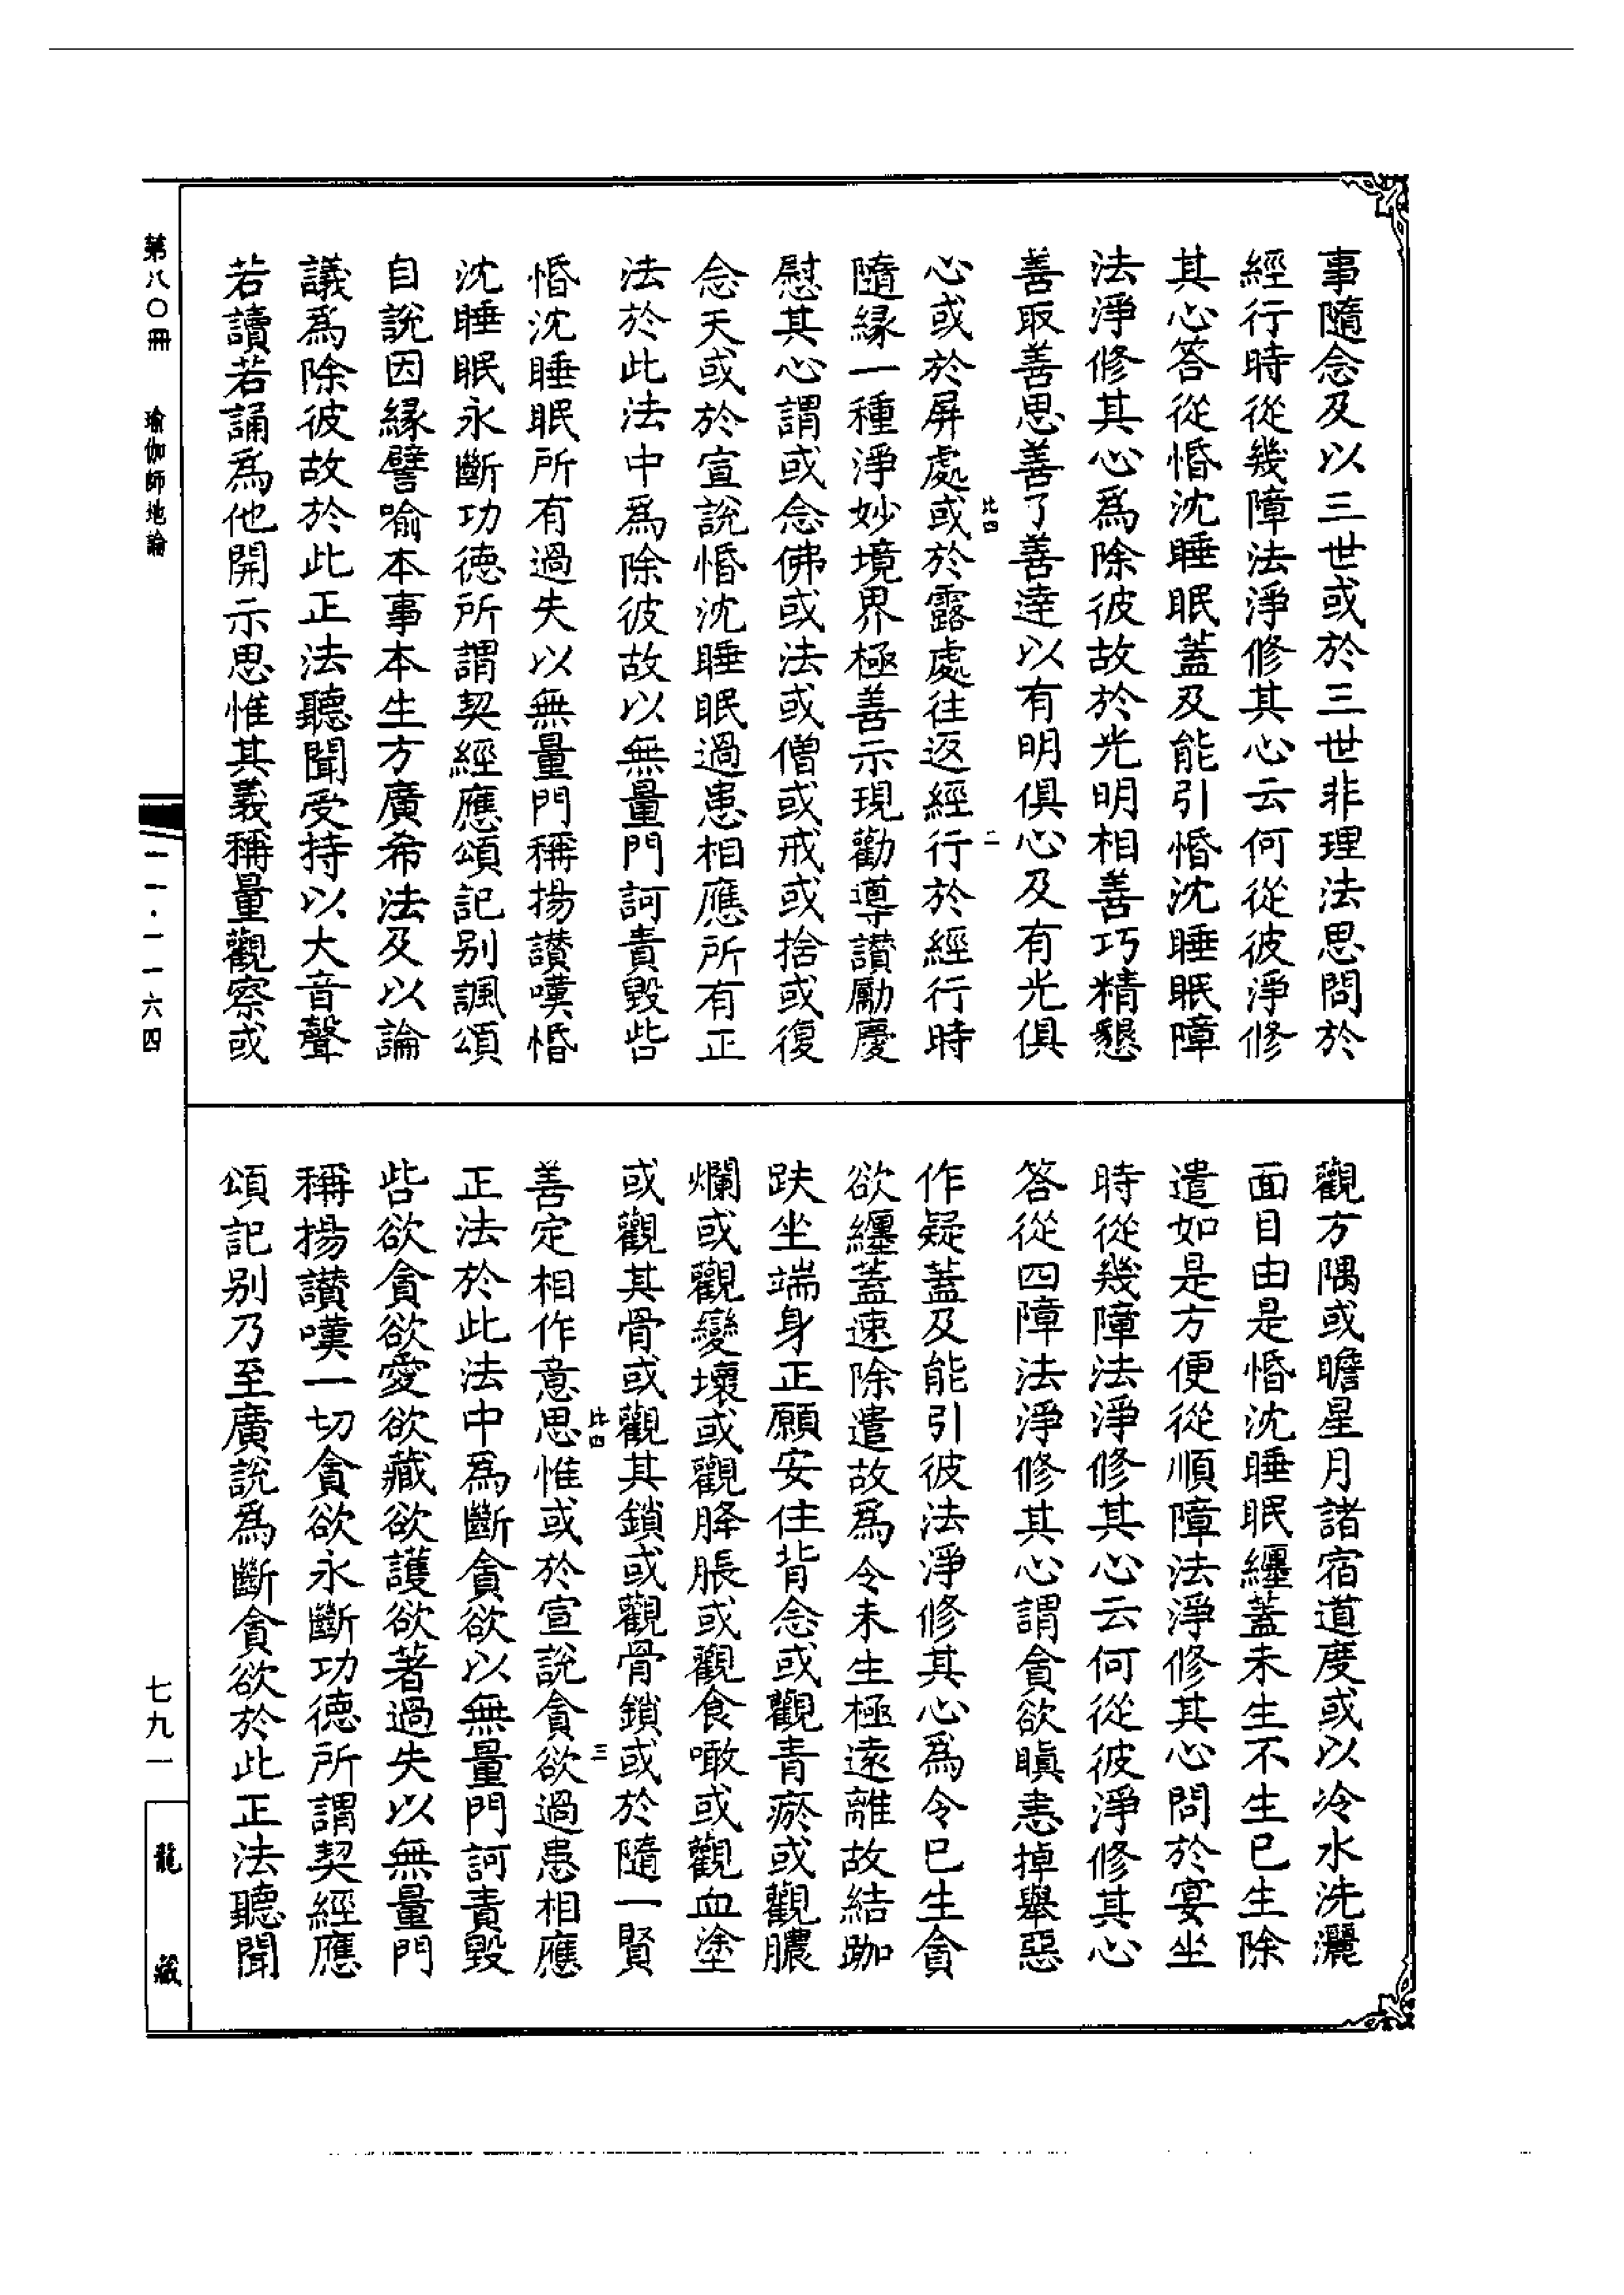 事隨念及以三世或於三世非理法思問於
經行時從幾障法淨修其心云何從彼淨修
其心答從惛沈睡眠蓋及能引惛沈睡眠障
法淨修其心為除彼故於光明相善巧精懇
善取善思善了善達以有明俱心及有光俱
比四
二
心或於屏處或於露處往返經行於經行時
隨緣一種淨妙境界極善示現勸導讚勵慶
慰其心謂或念佛或法或僧或戒或捨或復
念天或於宣說惛沈睡眠過患相應所有正
法於此法中為除彼故以無量門訶責毀呰
惛沈睡眠所有過失以無量門稱揚讚嘆惛
沈睡眠永斷功德所謂契經應頌記別諷頌
自說因緣譬喻本事本生方廣希法及以論
議為除彼故於此正法聽聞受持以大音聲
若讀若誦為他開示思惟其義稱量觀察或
觀方隅或瞻星月諸宿道度或以冷水洗灑
面目由是惛沈睡眠纏蓋未生不生已生除
遣如是方便從順障法淨修其心問於宴坐
時從幾障法淨修其心云何從彼淨修其心
答從四障法淨修其心謂貪欲瞋恚掉舉惡
作疑蓋及能引彼法淨修其心為令已生貪
欲纏蓋速除遣故為令未生極遠離故結跏
趺坐端身正願安住背念或觀青瘀或觀膿
爛或觀變壞或觀胮脹或觀食噉或觀血塗
或觀其骨或觀其鎖或觀骨鎖或於隨一賢
比四
三
善定相作意思惟或於宣說貪欲過患相應
正法於此法中為斷貪欲以無量門訶責毀
呰欲貪欲愛欲藏欲護欲著過失以無量門
稱揚讚嘆一切貪欲永斷功德所謂契經應
頌記別乃至廣說為斷貪欲於此正法聽聞
第八〇冊
瑜伽師地論
一一·一一六四
七九一
龍藏